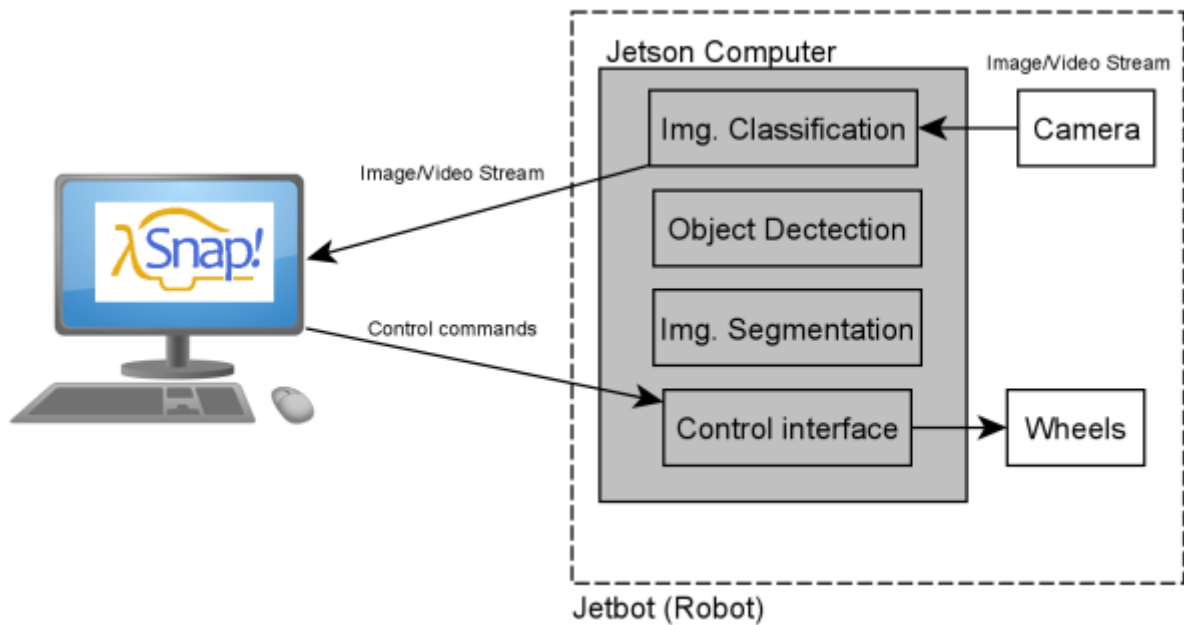 Jetson Computer
Image/Video Stream
Img. Classification
Camera
Image/Video Stream
λSnap!
Object Dectection
Img. Segmentation
Control commands
Control interface
Wheels
Jetbot (Robot)